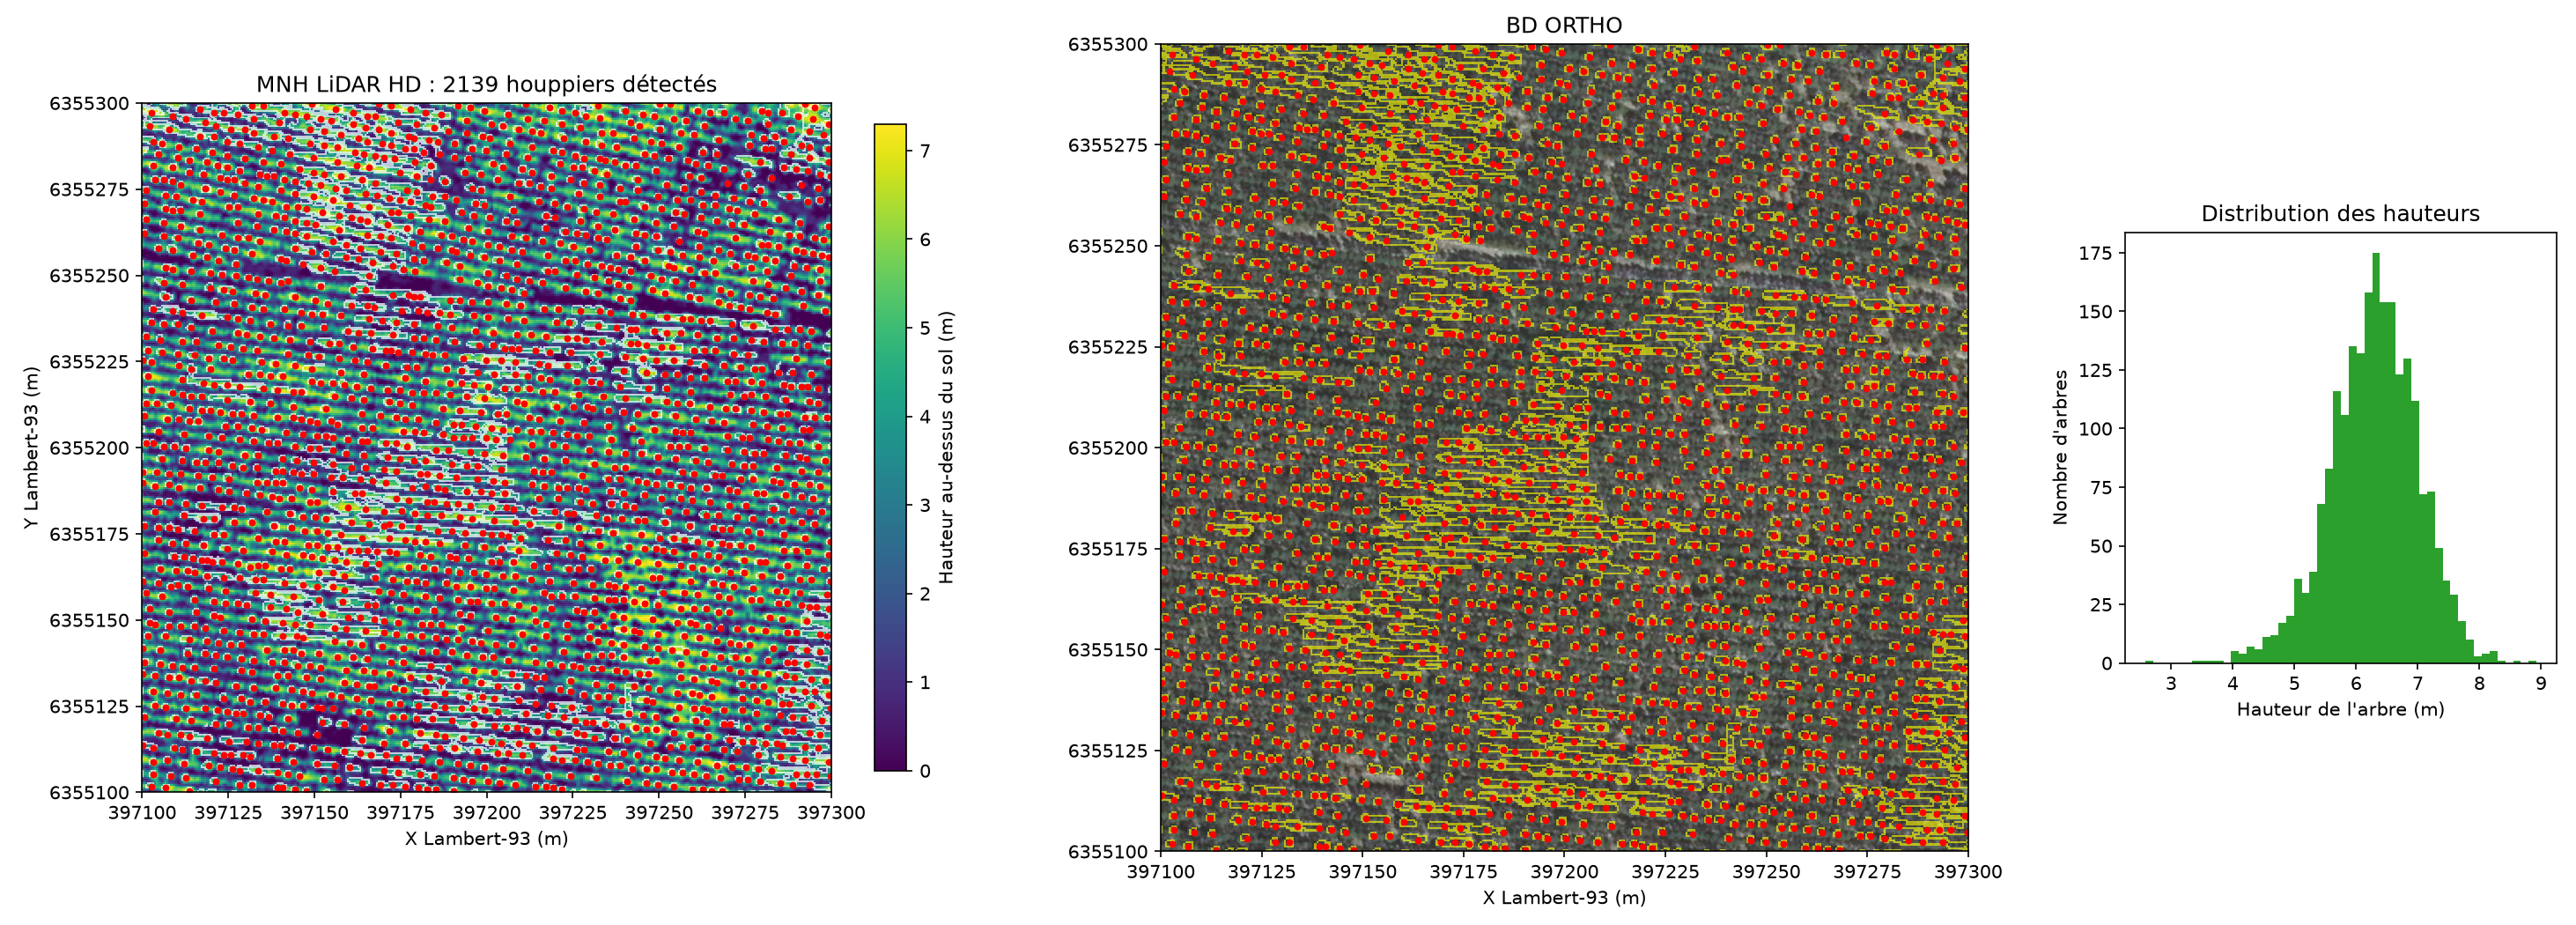 MNH LiDAR HD : 2139 houppiers détectés
6355300
6355275
6355250
6355225
6355200
6355175
6355150
6355125
6355100
Y Lambert-93 (m)
397100 397125 397150 397175 397200 397225 397250 397275 397300
X Lambert-93 (m)
7
6
5
4
3
2
1
0
Hauteur au-dessus du sol (m)
BD ORTHO
6355300
6355275
6355250
6355225
6355200
6355175
6355150
6355125
6355100
397100 397125 397150 397175 397200 397225 397250 397275 397300
X Lambert-93 (m)
Distribution des hauteurs
175
150
125
100
75
50
25
0
Nombre d'arbres
3 4 5 6 7 8 9
Hauteur de l'arbre (m)